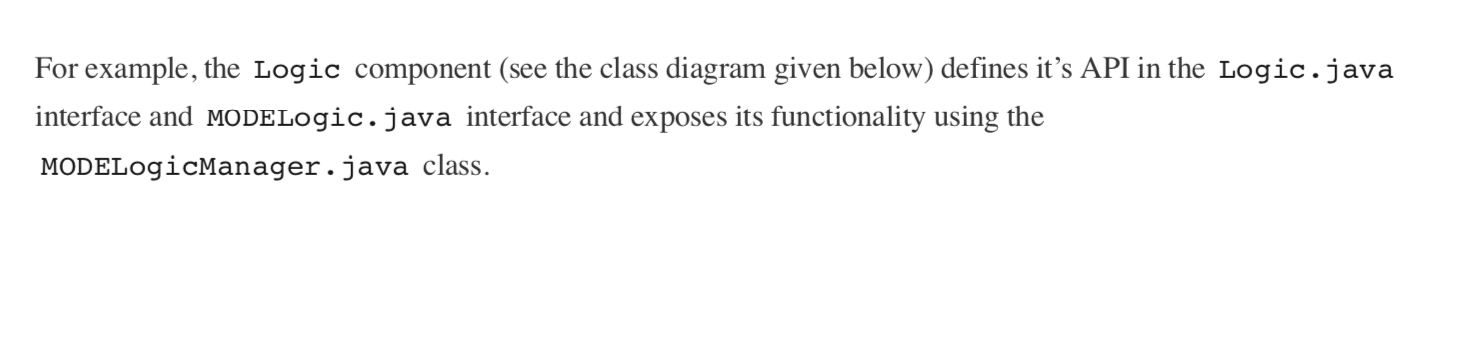 For example, the Logic component (see the class diagram given below) defines it’s API in the Logic.java
interface and MODELogic.java interface and exposes its functionality using the
MODELogicManager.java class.